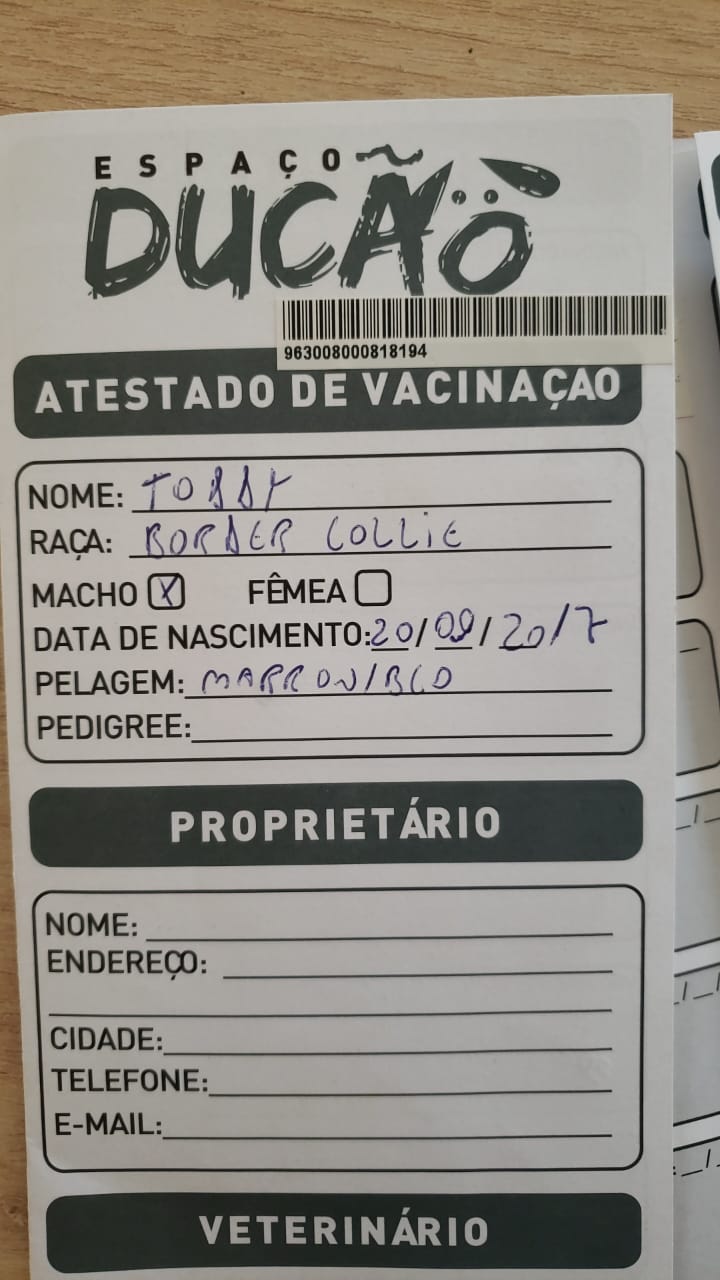 ESPAÇO
DUCÃO
963008000818194
ATESTADO DE VACINAÇAO
NOME: TOBBY
RAÇA: BORDER COLLIE
MACHO X FÊMEA
DATA DE NASCIMENTO: 20/09/2017
PELAGEM: MARRON/BCO
PEDIGREE:
PROPRIETÁRIO
NOME:
ENDEREÇO:
CIDADE:
TELEFONE:
E-MAIL:
VETERINÁRIO